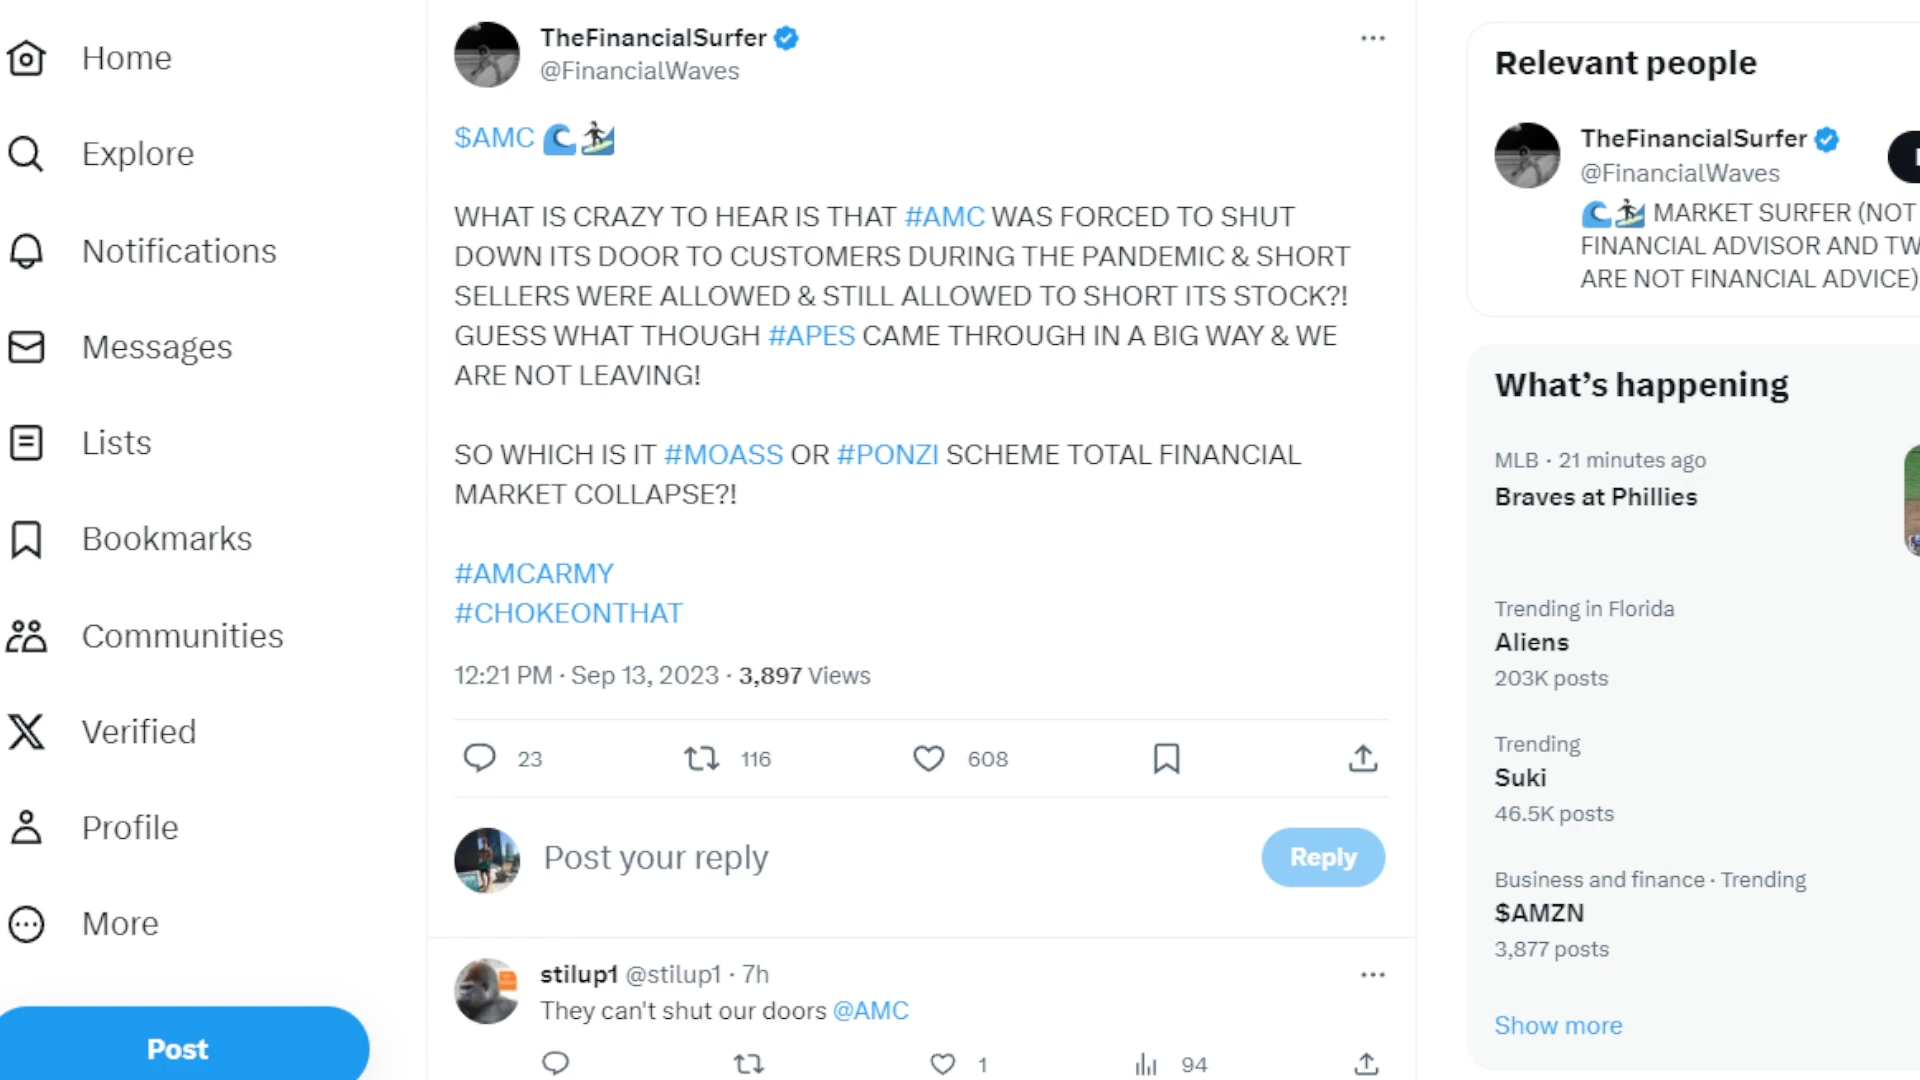 Home
Explore
Notifications
Messages
Lists
Bookmarks
Communities
Verified
Profile
More
Post
TheFinancialSurfer
@FinancialWaves
$AMC
WHAT IS CRAZY TO HEAR IS THAT #AMC WAS FORCED TO SHUT
DOWN ITS DOOR TO CUSTOMERS DURING THE PANDEMIC & SHORT
SELLERS WERE ALLOWED & STILL ALLOWED TO SHORT ITS STOCK?!
GUESS WHAT THOUGH #APES CAME THROUGH IN A BIG WAY & WE
ARE NOT LEAVING!
SO WHICH IS IT #MOASS OR #PONZI SCHEME TOTAL FINANCIAL
MARKET COLLAPSE?!
#AMCARMY
#CHOKEONTHAT
12:21 PM · Sep 13, 2023 · 3,897 Views
23 116 608
Post your reply
Reply
stilup1 @stilup1 · 7h
They can't shut our doors @AMC
1 94
Relevant people
TheFinancialSurfer
@FinancialWaves
MARKET SURFER (NOT
FINANCIAL ADVISOR AND TW
ARE NOT FINANCIAL ADVICE)
What's happening
MLB · 21 minutes ago
Braves at Phillies
Trending in Florida
Aliens
203K posts
Trending
Suki
46.5K posts
Business and finance · Trending
$AMZN
3,877 posts
Show more